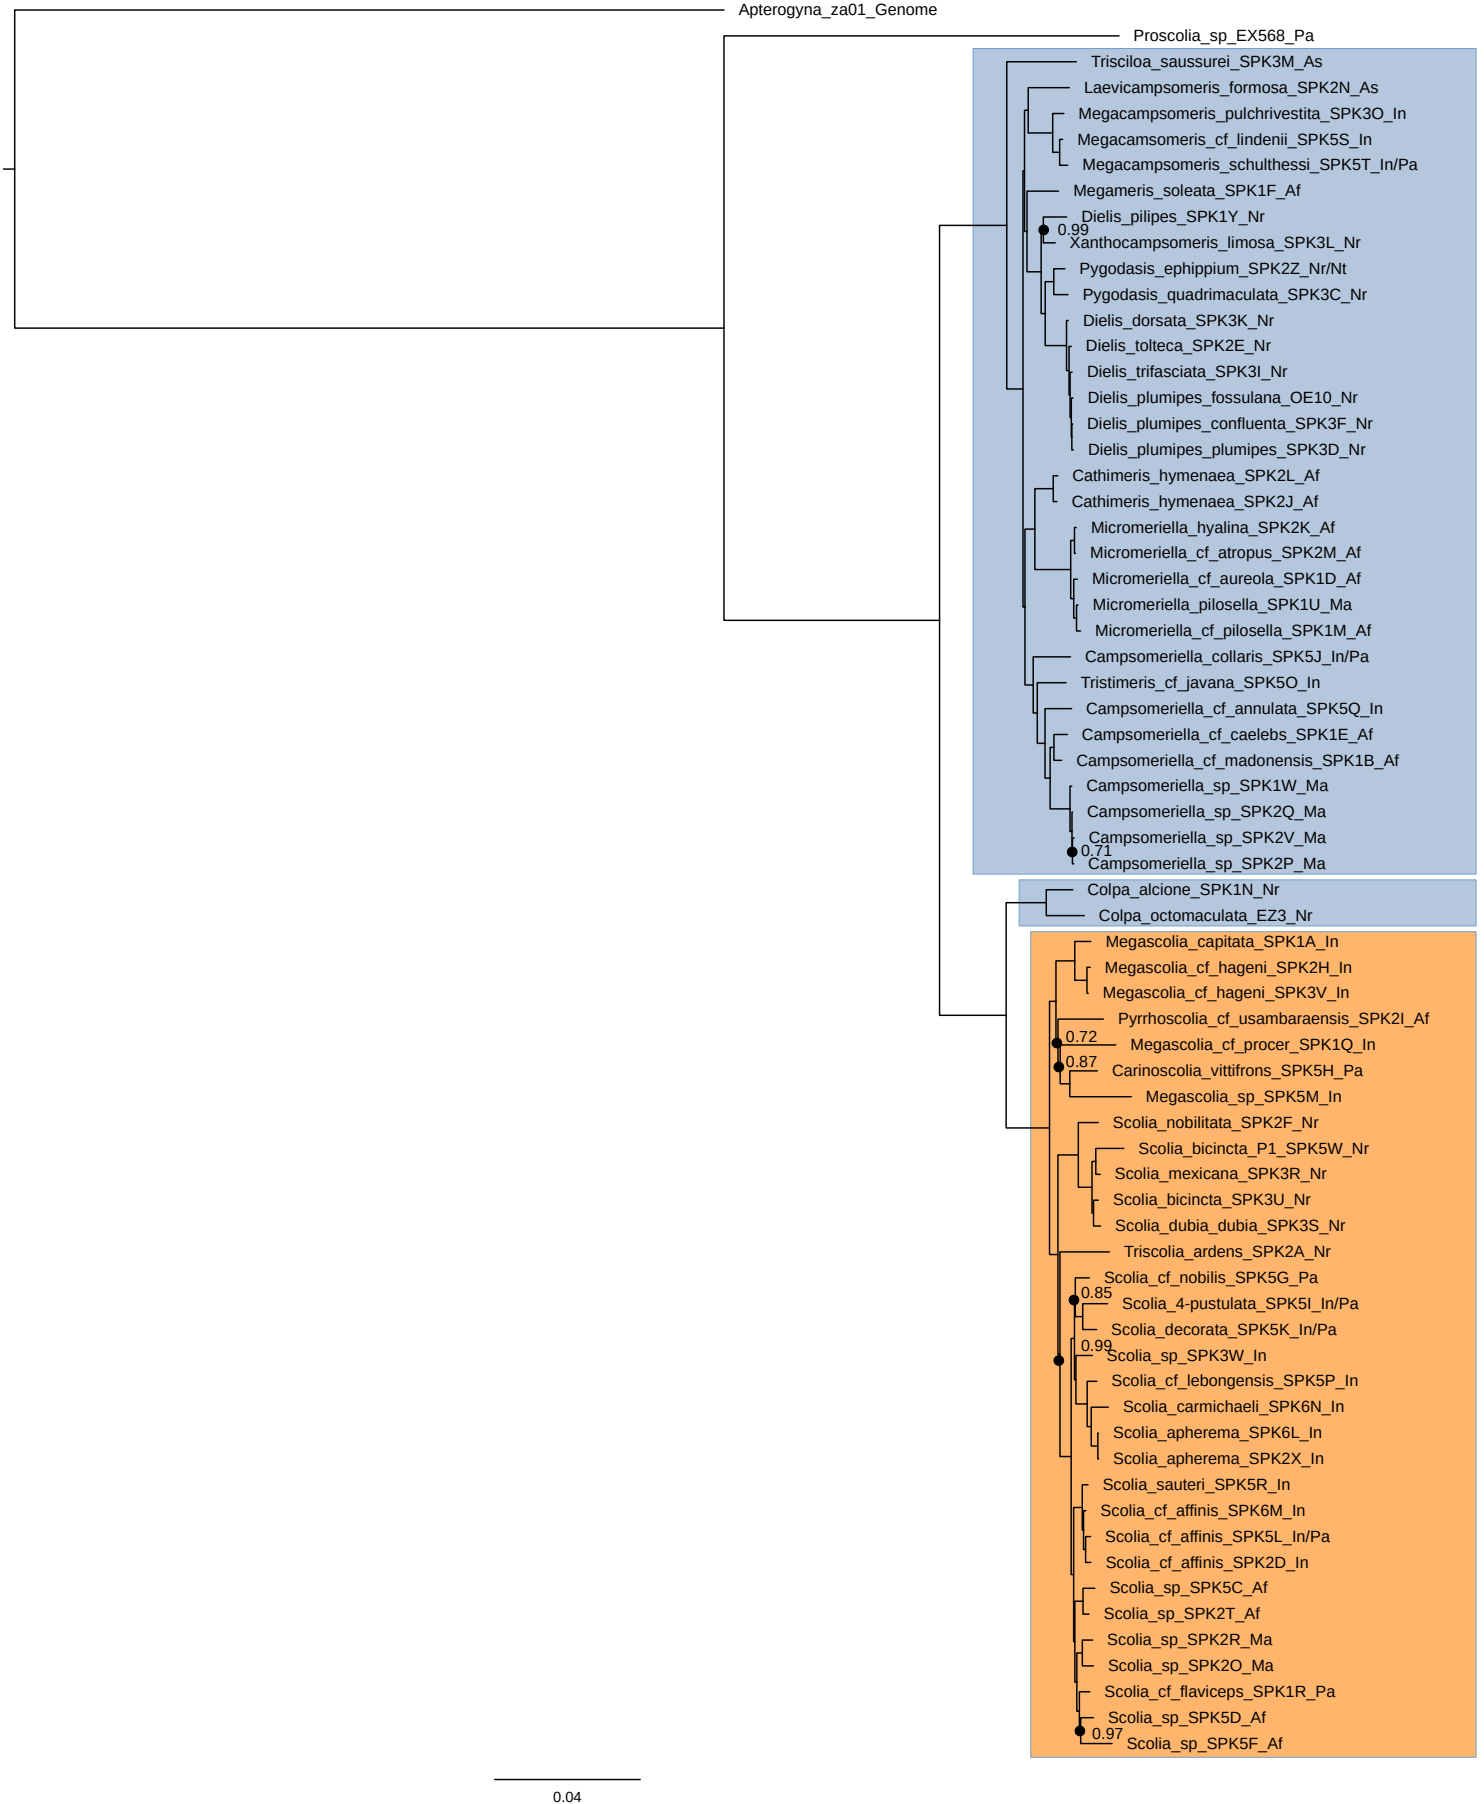 Apterogyna_za01_Genome
Proscolia_sp_EX568_Pa
Trisciloa_saussurei_SPK3M_As
Laevicampsomeris_formosa_SPK2N_As
Megacampsomeris_pulchrivestita_SPK3O_In
Megacamsomeris_cf_lindenii_SPK5S_In
Megacampsomeris_schulthessi_SPK5T_In/Pa
Megameris_soleata_SPK1F_Af
Dielis_pilipes_SPK1Y_Nr
0.99
Xanthocampsomeris_limosa_SPK3L_Nr
Pygodasis_ephippium_SPK2Z_Nr/Nt
Pygodasis_quadrimaculata_SPK3C_Nr
Dielis_dorsata_SPK3K_Nr
Dielis_tolteca_SPK2E_Nr
Dielis_trifasciata_SPK3I_Nr
Dielis_plumipes_fossulana_OE10_Nr
Dielis_plumipes_confluenta_SPK3F_Nr
Dielis_plumipes_plumipes_SPK3D_Nr
Cathimeris_hymenaea_SPK2L_Af
Cathimeris_hymenaea_SPK2J_Af
Micromeriella_hyalina_SPK2K_Af
Micromeriella_cf_atropus_SPK2M_Af
Micromeriella_cf_aureola_SPK1D_Af
Micromeriella_pilosella_SPK1U_Ma
Micromeriella_cf_pilosella_SPK1M_Af
Campsomeriella_collaris_SPK5J_In/Pa
Tristimeris_cf_javana_SPK5O_In
Campsomeriella_cf_annulata_SPK5Q_In
Campsomeriella_cf_caelebs_SPK1E_Af
Campsomeriella_cf_madonensis_SPK1B_Af
Campsomeriella_sp_SPK1W_Ma
Campsomeriella_sp_SPK2Q_Ma
Campsomeriella_sp_SPK2V_Ma
0.71
Campsomeriella_sp_SPK2P_Ma
Colpa_alcione_SPK1N_Nr
Colpa_octomaculata_EZ3_Nr
Megascolia_capitata_SPK1A_In
Megascolia_cf_hageni_SPK2H_In
Megascolia_cf_hageni_SPK3V_In
Pyrrhoscolia_cf_usambaraensis_SPK2I_Af
0.72
Megascolia_cf_procer_SPK1Q_In
0.87
Carinoscolia_vittifrons_SPK5H_Pa
Megascolia_sp_SPK5M_In
Scolia_nobilitata_SPK2F_Nr
Scolia_bicincta_P1_SPK5W_Nr
Scolia_mexicana_SPK3R_Nr
Scolia_bicincta_SPK3U_Nr
Scolia_dubia_dubia_SPK3S_Nr
Triscolia_ardens_SPK2A_Nr
Scolia_cf_nobilis_SPK5G_Pa
0.85
Scolia_4-pustulata_SPK5I_In/Pa
Scolia_decorata_SPK5K_In/Pa
0.99
Scolia_sp_SPK3W_In
Scolia_cf_lebongensis_SPK5P_In
Scolia_carmichaeli_SPK6N_In
Scolia_apherema_SPK6L_In
Scolia_apherema_SPK2X_In
Scolia_sauteri_SPK5R_In
Scolia_cf_affinis_SPK6M_In
Scolia_cf_affinis_SPK5L_In/Pa
Scolia_cf_affinis_SPK2D_In
Scolia_sp_SPK5C_Af
Scolia_sp_SPK2T_Af
Scolia_sp_SPK2R_Ma
Scolia_sp_SPK2O_Ma
Scolia_cf_flaviceps_SPK1R_Pa
Scolia_sp_SPK5D_Af
0.97
Scolia_sp_SPK5F_Af
0.04